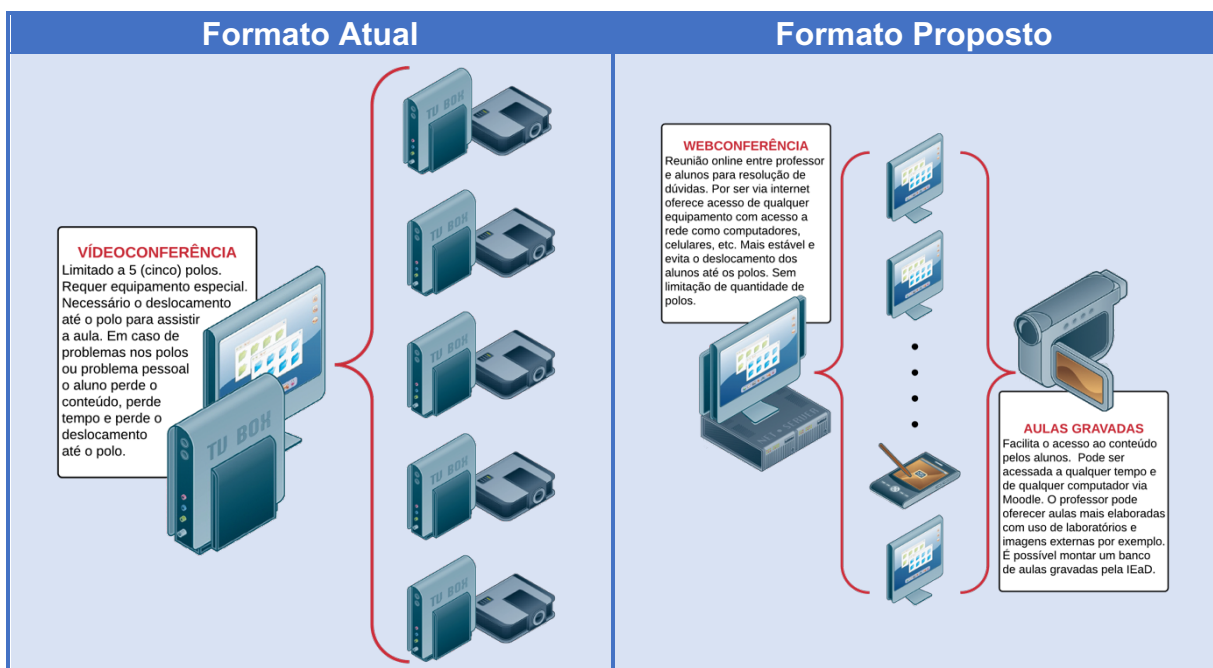 Formato Atual
Formato Proposto
VÍDEOCONFERÊNCIA
Limitado a 5 (cinco) polos.
Requer equipamento especial.
Necessário o deslocamento
até o polo para assistir
a aula. Em caso de
problemas nos polos
ou problema pessoal
o aluno perde o
conteúdo, perde
tempo e perde o
deslocamento
até o polo.
TV BOX
TV BOX
TV BOX
TV BOX
TV BOX
TV BOX
WEBCONFERÊNCIA
Reunião online entre professor
e alunos para resolução de
dúvidas. Por ser via internet
oferece acesso de qualquer
equipamento com acesso a
rede como computadores,
celulares, etc. Mais estável e
evita o deslocamento dos
alunos até os polos. Sem
limitação de quantidade de
polos.
AULAS GRAVADAS
Facilita o acesso ao conteúdo
pelos alunos. Pode ser
acessada a qualquer tempo e
de qualquer computador via
Moodle. O professor pode
oferecer aulas mais elaboradas
com uso de laboratórios e
imagens externas por exemplo.
É possível montar um banco
de aulas gravadas pela IEaD.